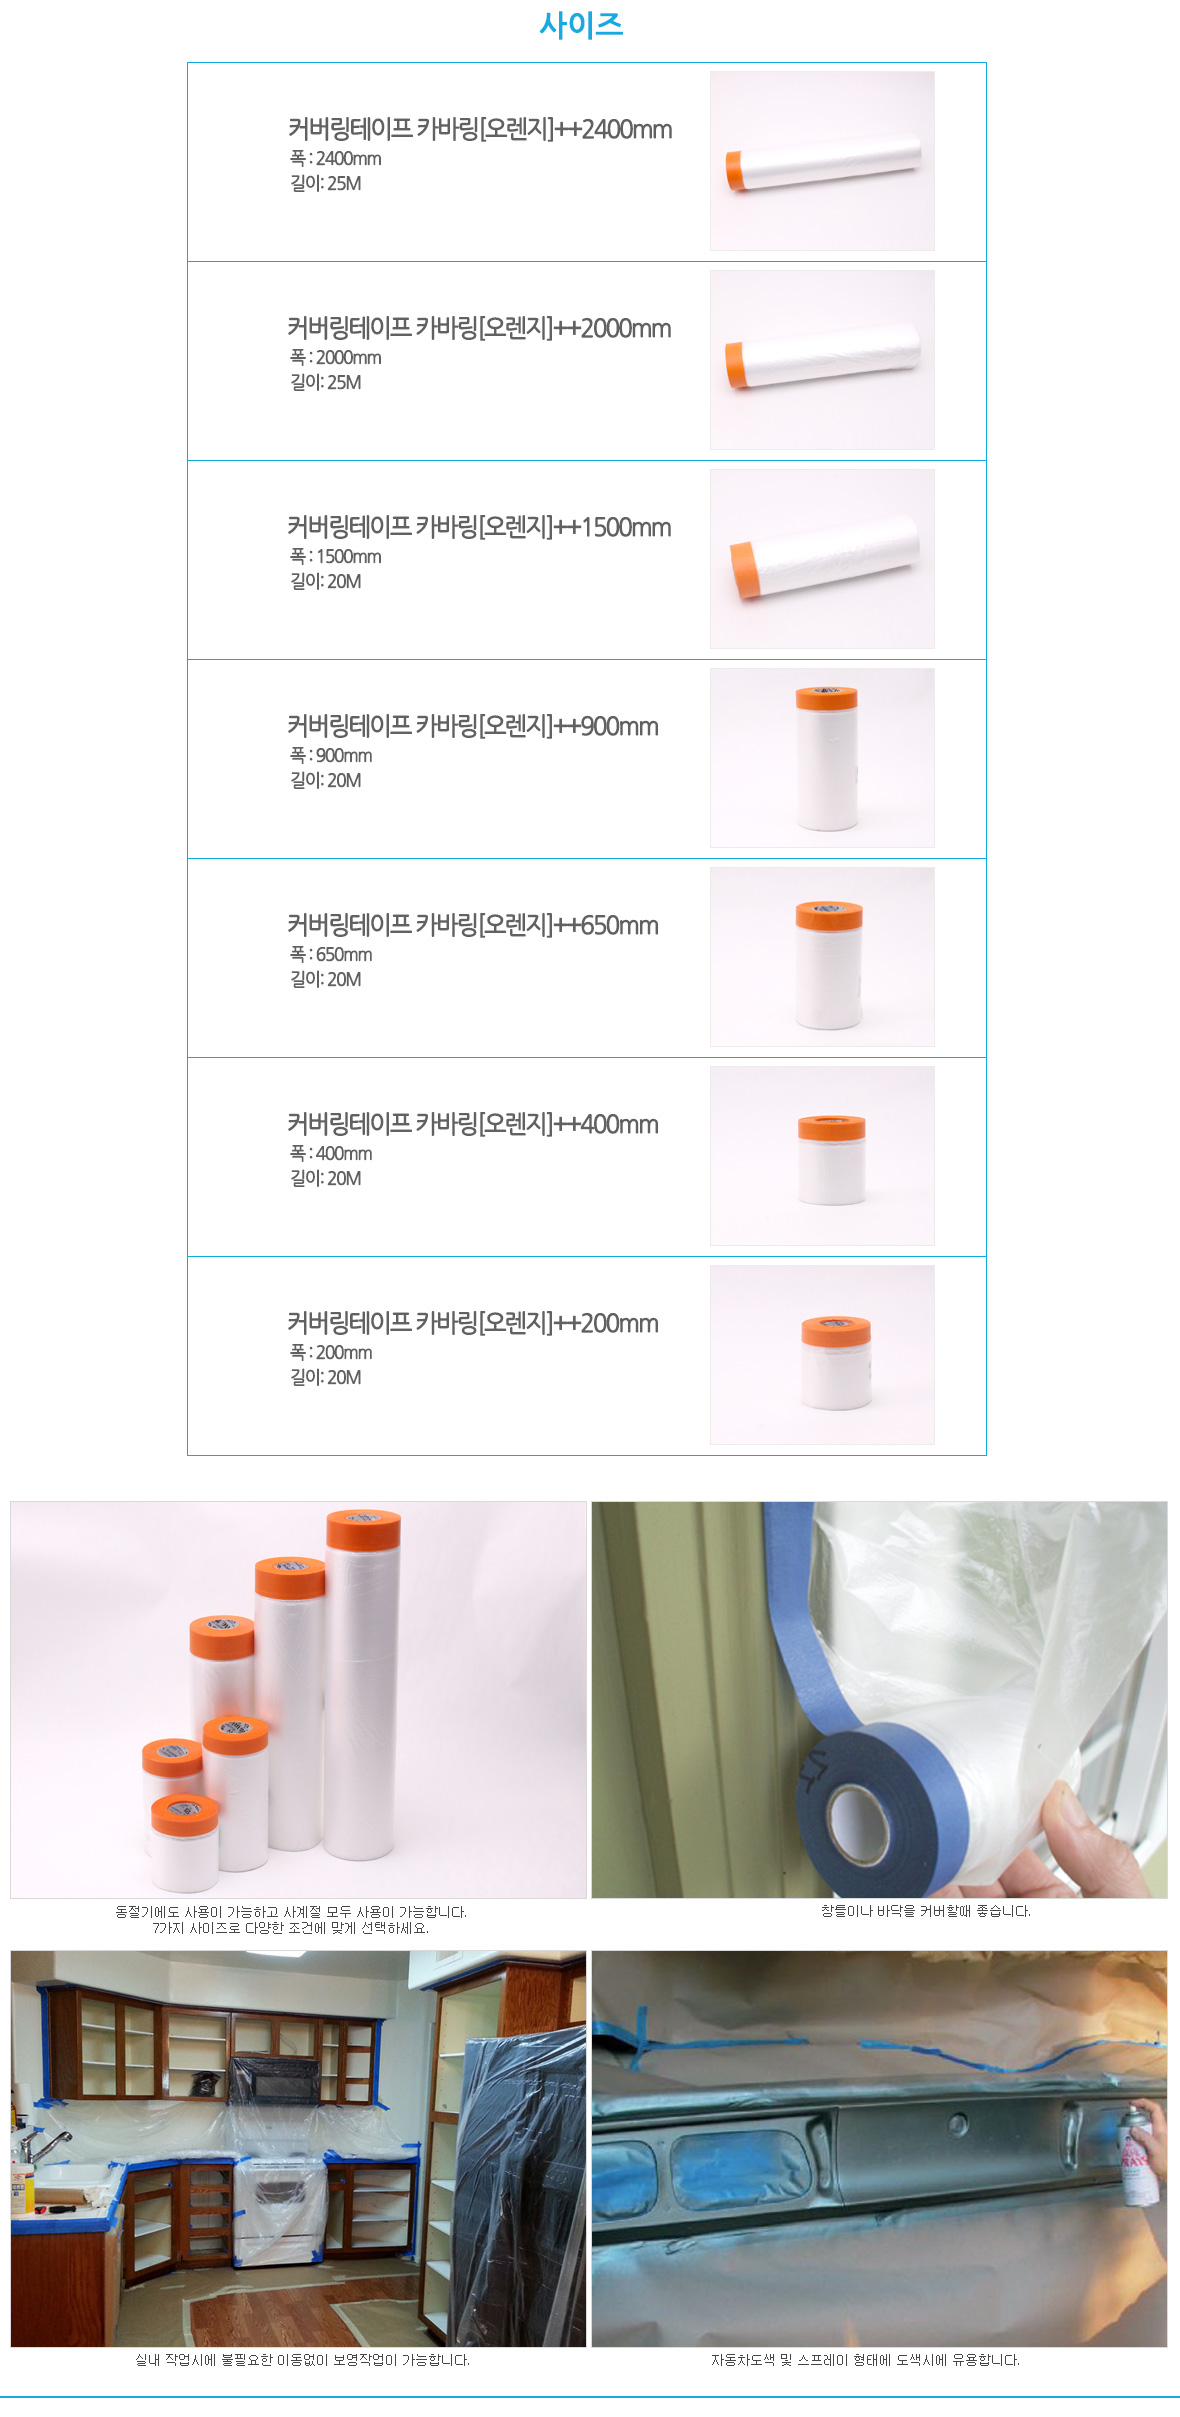 사이즈
커버링테이프 카바링[오렌지]++2400mm
폭 : 2400mm
길이: 25M
커버링테이프 카바링[오렌지]++2000mm
폭 : 2000mm
길이: 25M
커버링테이프 카바링[오렌지]++1500mm
폭 : 1500mm
길이: 20M
커버링테이프 카바링[오렌지]++900mm
폭 : 900mm
길이: 20M
커버링테이프 카바링[오렌지]++650mm
폭 : 650mm
길이: 20M
커버링테이프 카바링[오렌지]++400mm
폭 : 400mm
길이: 20M
커버링테이프 카바링[오렌지]++200mm
폭 : 200mm
길이: 20M
동절기에도 사용이 가능하고 사계절 모두 사용이 가능합니다.
7가지 사이즈로 다양한 조건에 맞게 선택하세요.
창틀이나 바닥을 커버할때 좋습니다.
실내 작업시에 불필요한 이동없이 보영작업이 가능합니다.
자동차도색 및 스프레이 형태에 도색시에 유용합니다.